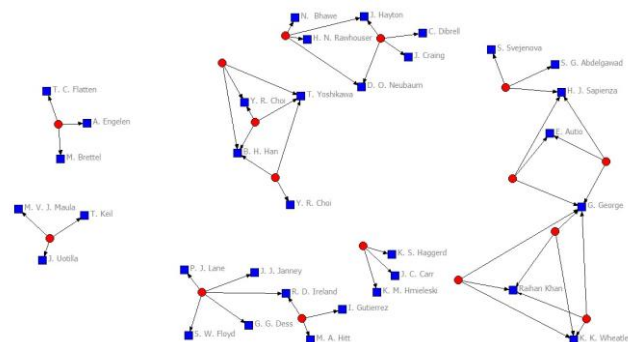 N. Bhawe
J. Hayton
H. N. Rawhouser
C. Dibrell
J. Craing
D. O. Neubaum
S. Svejenova
S. G. Abdelgawad
H. J. Sapienza
T. C. Flatten
A. Engelen
M. Brettel
Y. R. Choi
T. Yoshikawa
B. H. Han
Y. R. Choi
E. Autio
G. George
M. V. J. Maula
T. Keil
J. Uotilla
P. J. Lane
J. J. Janney
R. D. Ireland
S. W. Floyd
G. G. Dess
I. Gutierrez
M. A. Hitt
K. S. Haggerd
J. C. Carr
K. M. Hmieleski
Raihan Khan
K. K. Wheatle